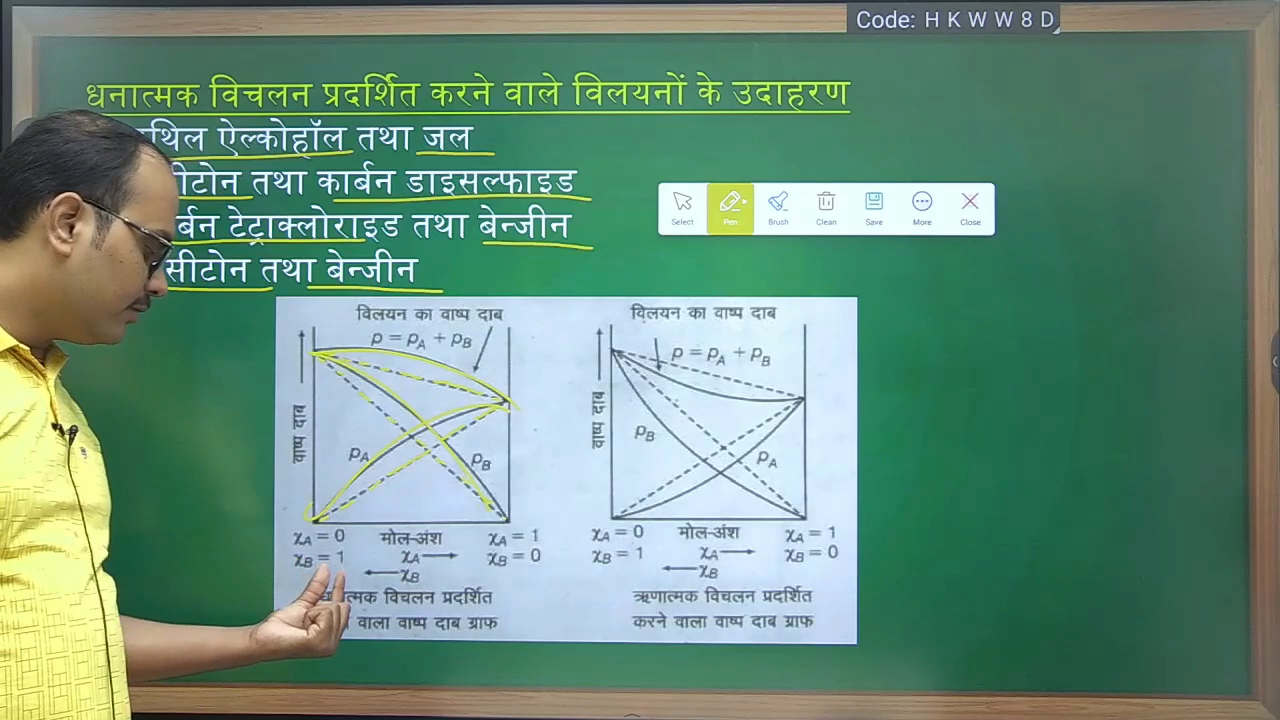 Code: H K W W 8 D
धनात्मक विचलन प्रदर्शित करने वाले विलयनों के उदाहरण
थिल ऐल्कोहॉल तथा जल
सीटोन तथा कार्बन डाइसल्फाइड
र्बन टेट्राक्लोराइड तथा बेन्जीन
सीटोन तथा बेन्जीन
Select Pen Brush Clean Save More Close
विलयन का वाष्प दाब
p = pA + pB
वाष्प दाब
pA
pB
χA = 0 मोल-अंश χA = 1
χB = 1 χA χB = 0
χB
त्मक विचलन प्रदर्शित
वाला वाष्प दाब ग्राफ
विलयन का वाष्प दाब
p = pA + pB
वाष्प दाब
pB
pA
χA = 0 मोल-अंश χA = 1
χB = 1 χA χB = 0
χB
ऋणात्मक विचलन प्रदर्शित
करने वाला वाष्प दाब ग्राफ